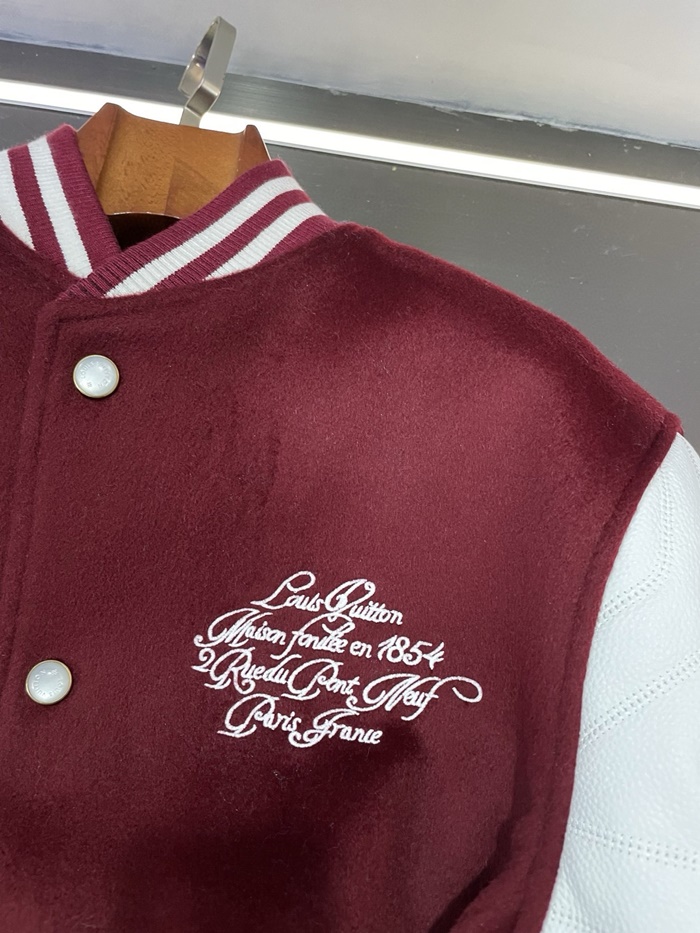 Louis Vuitton
Maison fondée en 1854
2 Rue du Pont Neuf
Paris France